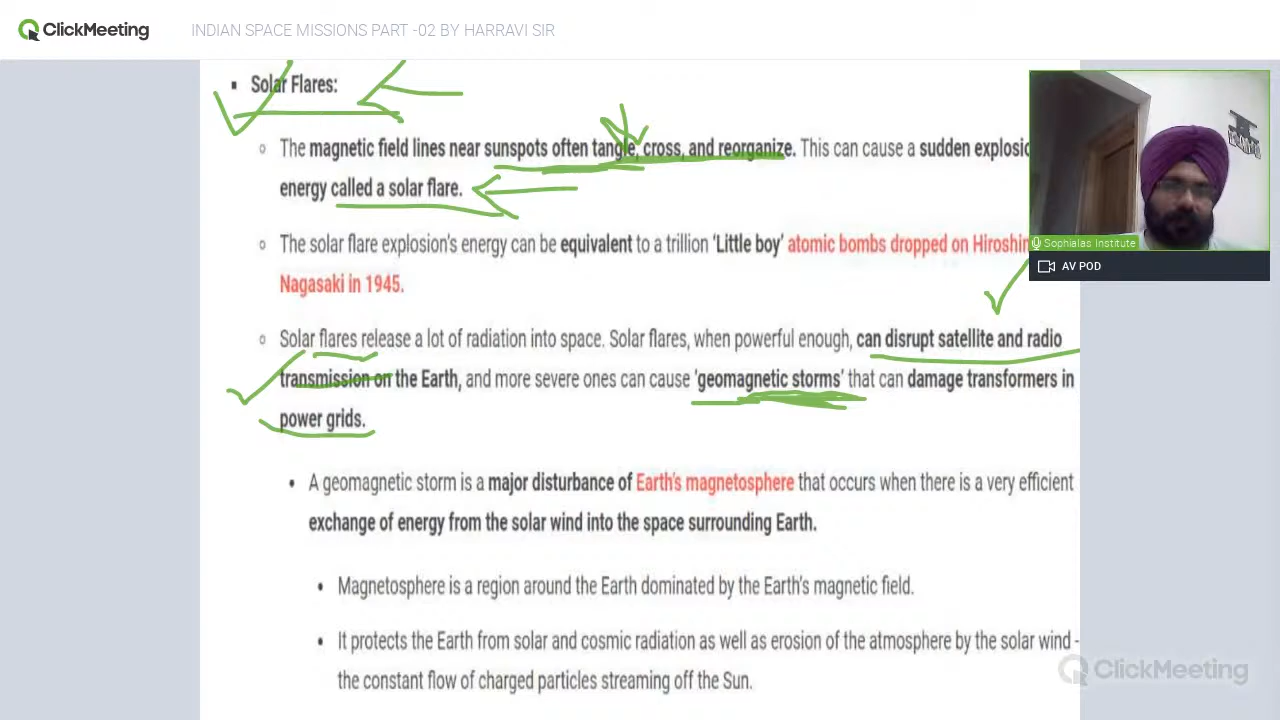 ClickMeeting
INDIAN SPACE MISSIONS PART -02 BY HARRAVI SIR
Solar Flares:
The magnetic field lines near sunspots often tangle, cross, and reorganize. This can cause a sudden
energy called a solar flare.
The solar flare explosion's energy can be equivalent to a trillion 'Little boy' atomic bombs dropped on
Nagasaki in 1945.
Solar flares release a lot of radiation into space. Solar flares, when powerful enough, can disrupt satellite and radio
transmission on the Earth, and more severe ones can cause 'geomagnetic storms' that can damage transformers in
power grids.
A geomagnetic storm is a major disturbance of Earth's magnetosphere that occurs when there is a very efficient
exchange of energy from the solar wind into the space surrounding Earth.
Magnetosphere is a region around the Earth dominated by the Earth's magnetic field.
It protects the Earth from solar and cosmic radiation as well as erosion of the atmosphere by the solar wind -
the constant flow of charged particles streaming off the Sun.
Sophialas Institute
AV POD
ClickMeeting